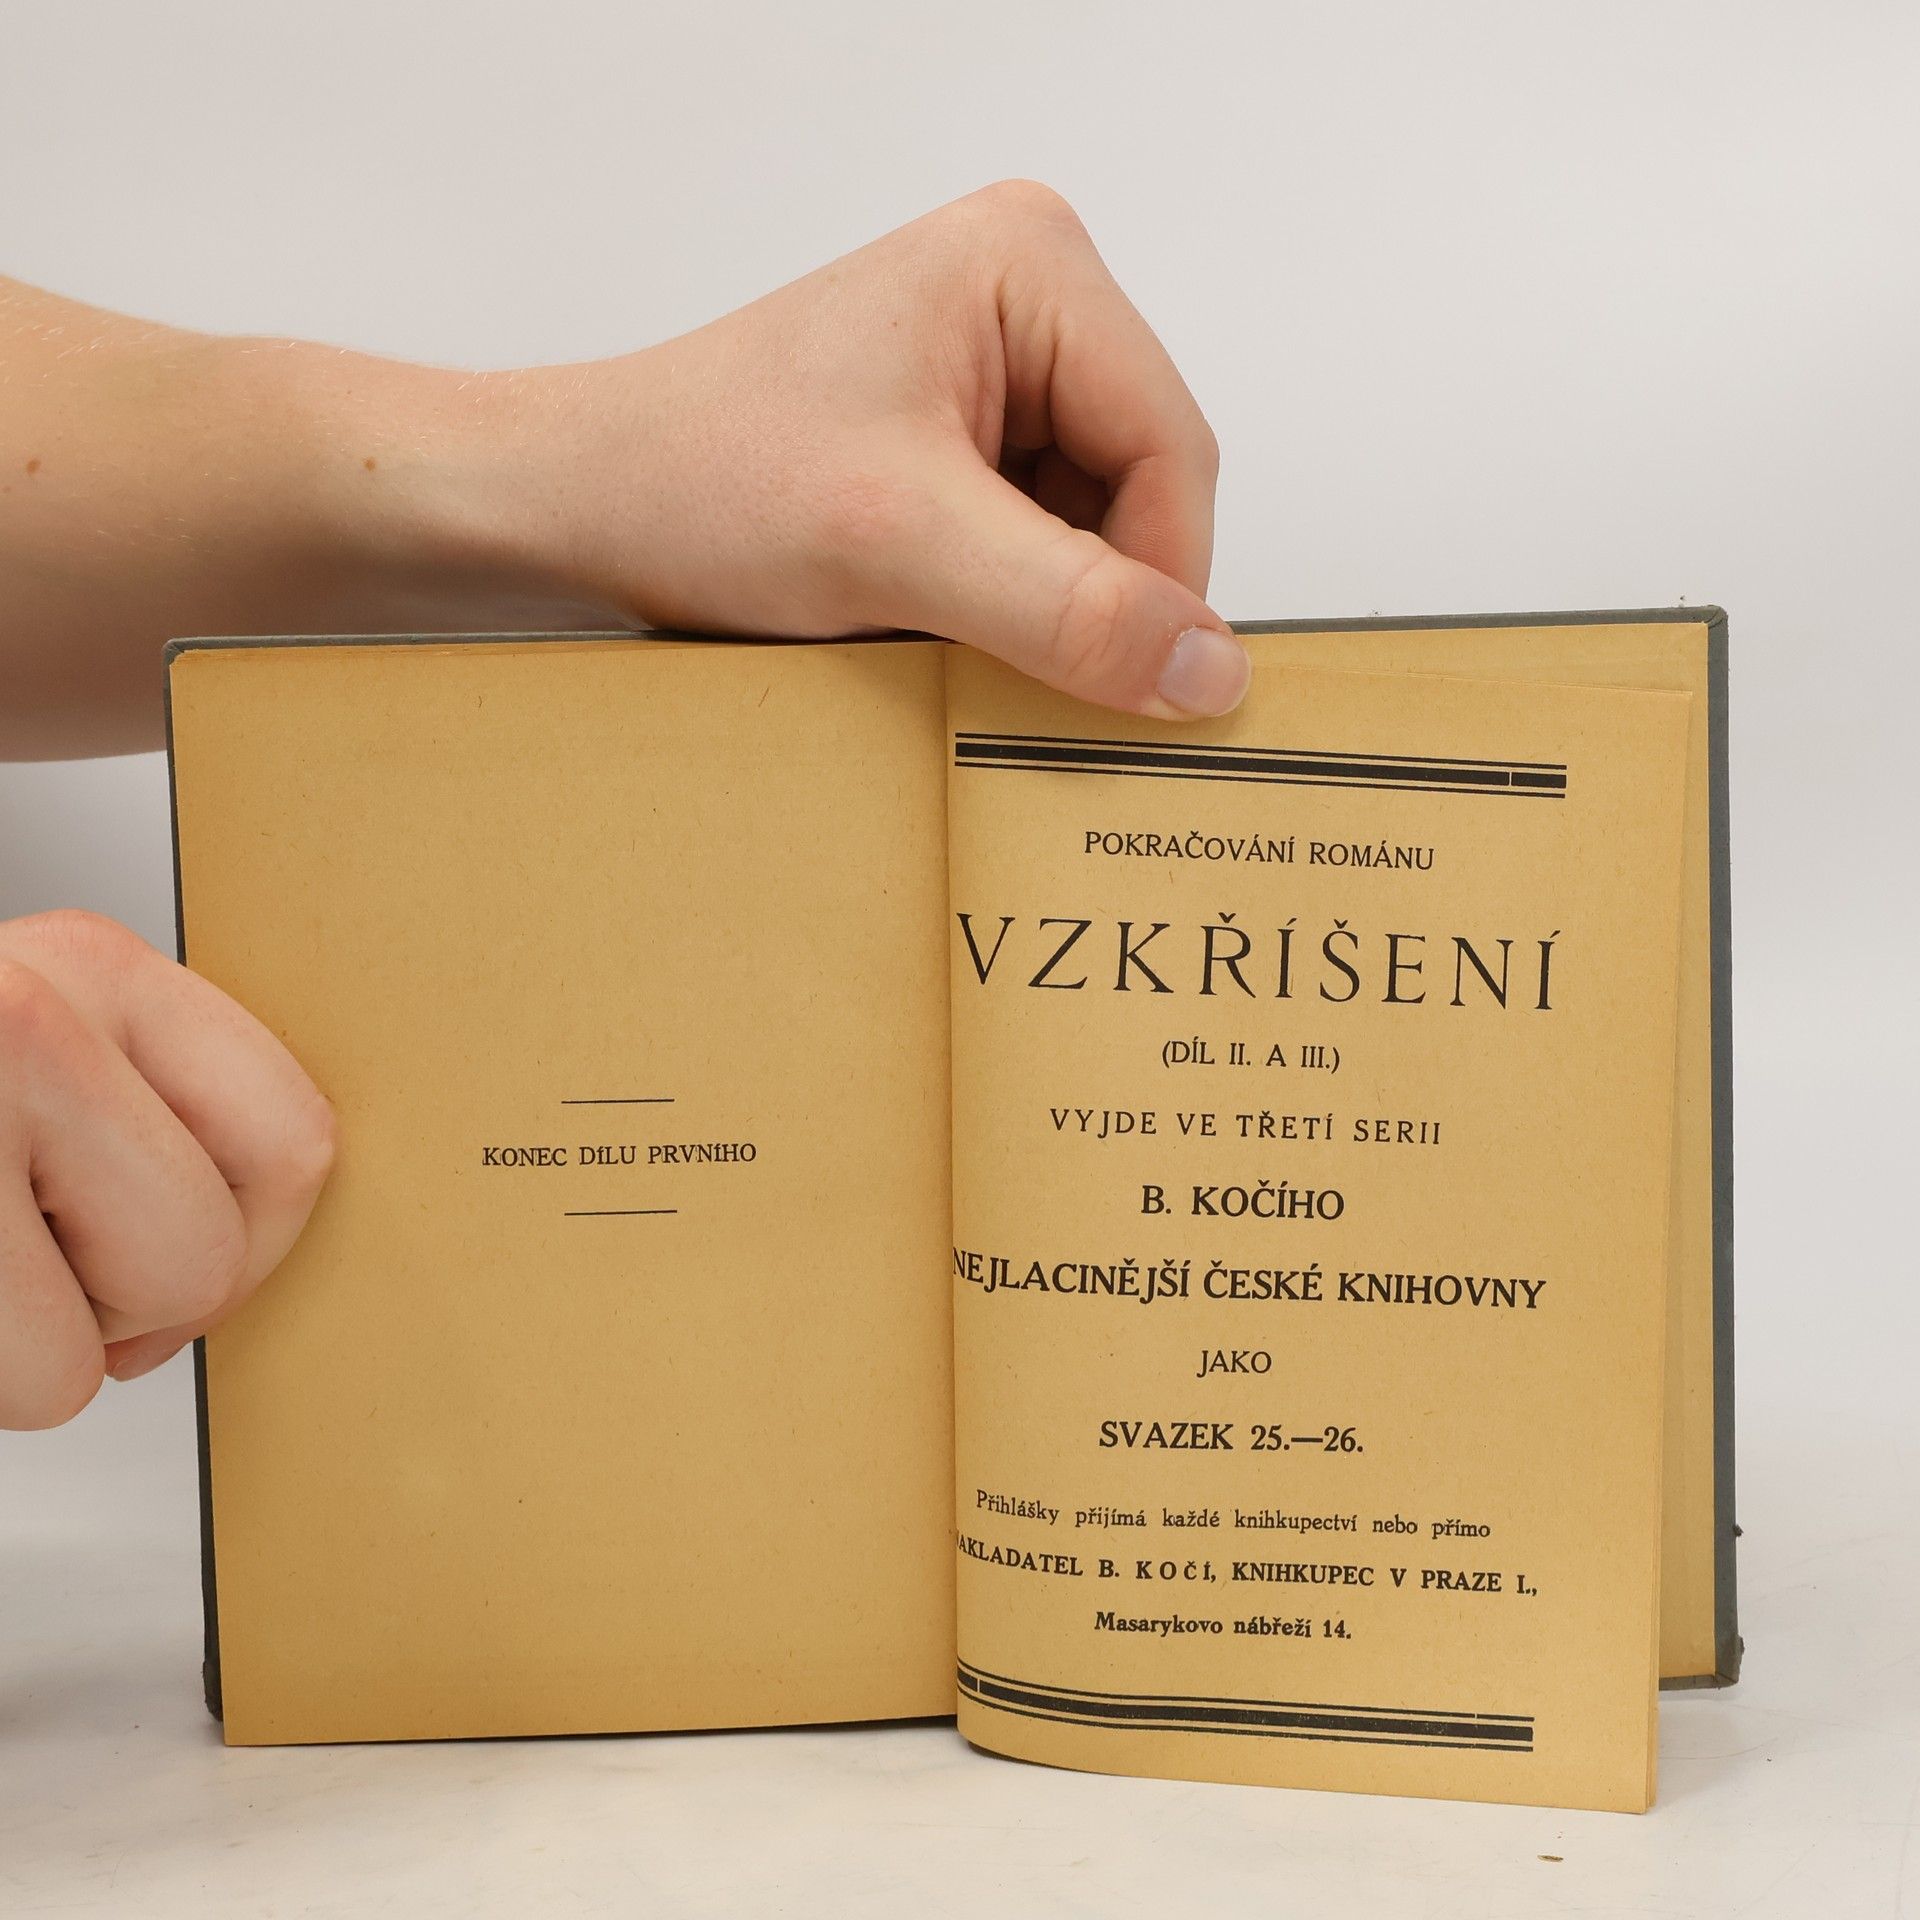 KONEC DÍLU PRVNÍHO
POKRAČOVÁNÍ ROMÁNU
VZKŘÍŠENÍ
(DÍL II. A III.)
VYJDE VE TŘETÍ SERII
B. KOČÍHO
NEJLACINĚJŠÍ ČESKÉ KNIHOVNY
JAKO
SVAZEK 25.—26.
Přihlášky přijímá každé knihkupectví nebo přímo
NAKLADATEL B. KOČÍ, KNIHKUPEC V PRAZE I.,
Masarykovo nábřeží 14.